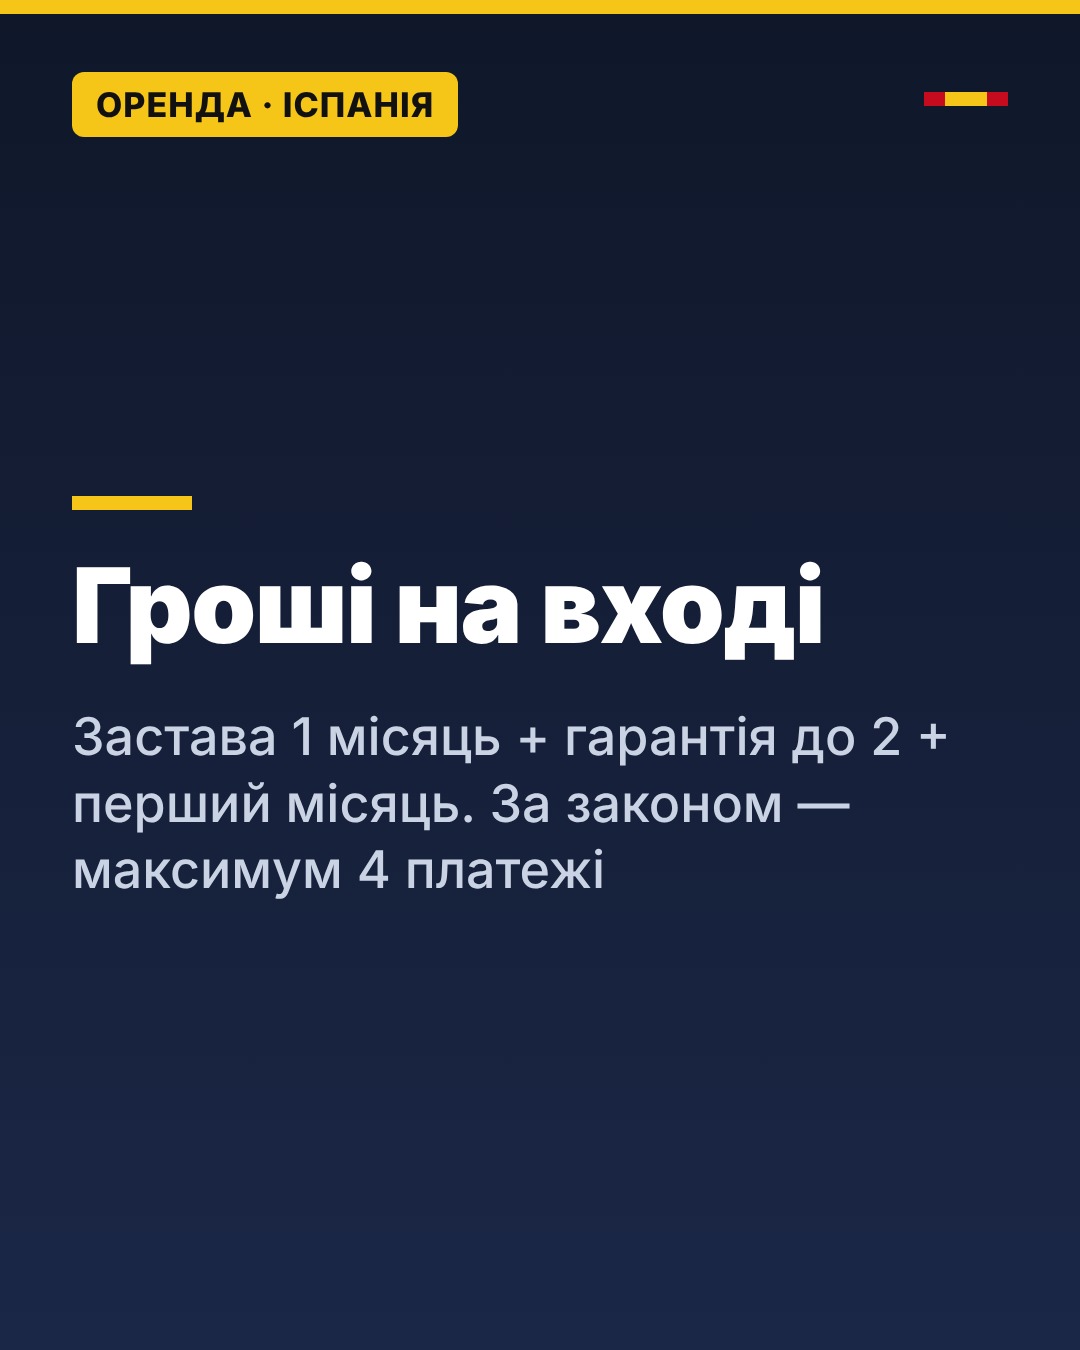 ОРЕНДА · ІСПАНІЯ
Гроші на вході
Застава 1 місяць + гарантія до 2 +
перший місяць. За законом —
максимум 4 платежі